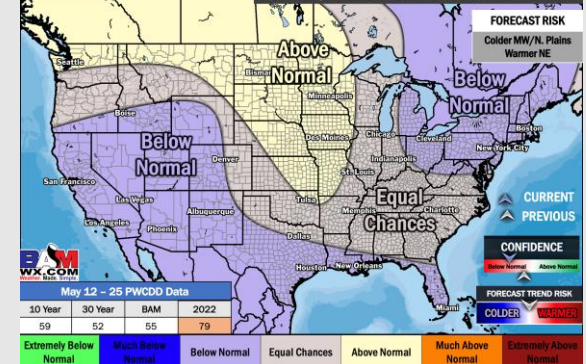 FORECAST RISK
Colder MW/N. Plains
Warmer NE
Above
Normal
Below
Normal
Seattle
Bismar
Minneapolis
Boise
Des Moines
Chicago
Cleveland
Boston
New York City
Below
Normal
Denver
Indianapolis
St. Louis
San Francisco
Las Vegas
Los Angeles
Phoenix
Albuquerque
Tulsa
Memphis
Charlotte
Equal
Chances
Dallas
Houston
New Orleans
Miami
CURRENT
PREVIOUS
CONFIDENCE
Below Normal
Above Normal
FORECAST TREND RISK
COLDER
WARMER
BAM
WX.COM
Weather. Made. Simple.
May 12 – 25 PWCDD Data
10 Year 30 Year BAM 2022
59 52 55 79
Extremely Below
Normal
Much Below
Normal
Below Normal
Equal Chances
Above Normal
Much Above
Normal
Extremely Above
Normal